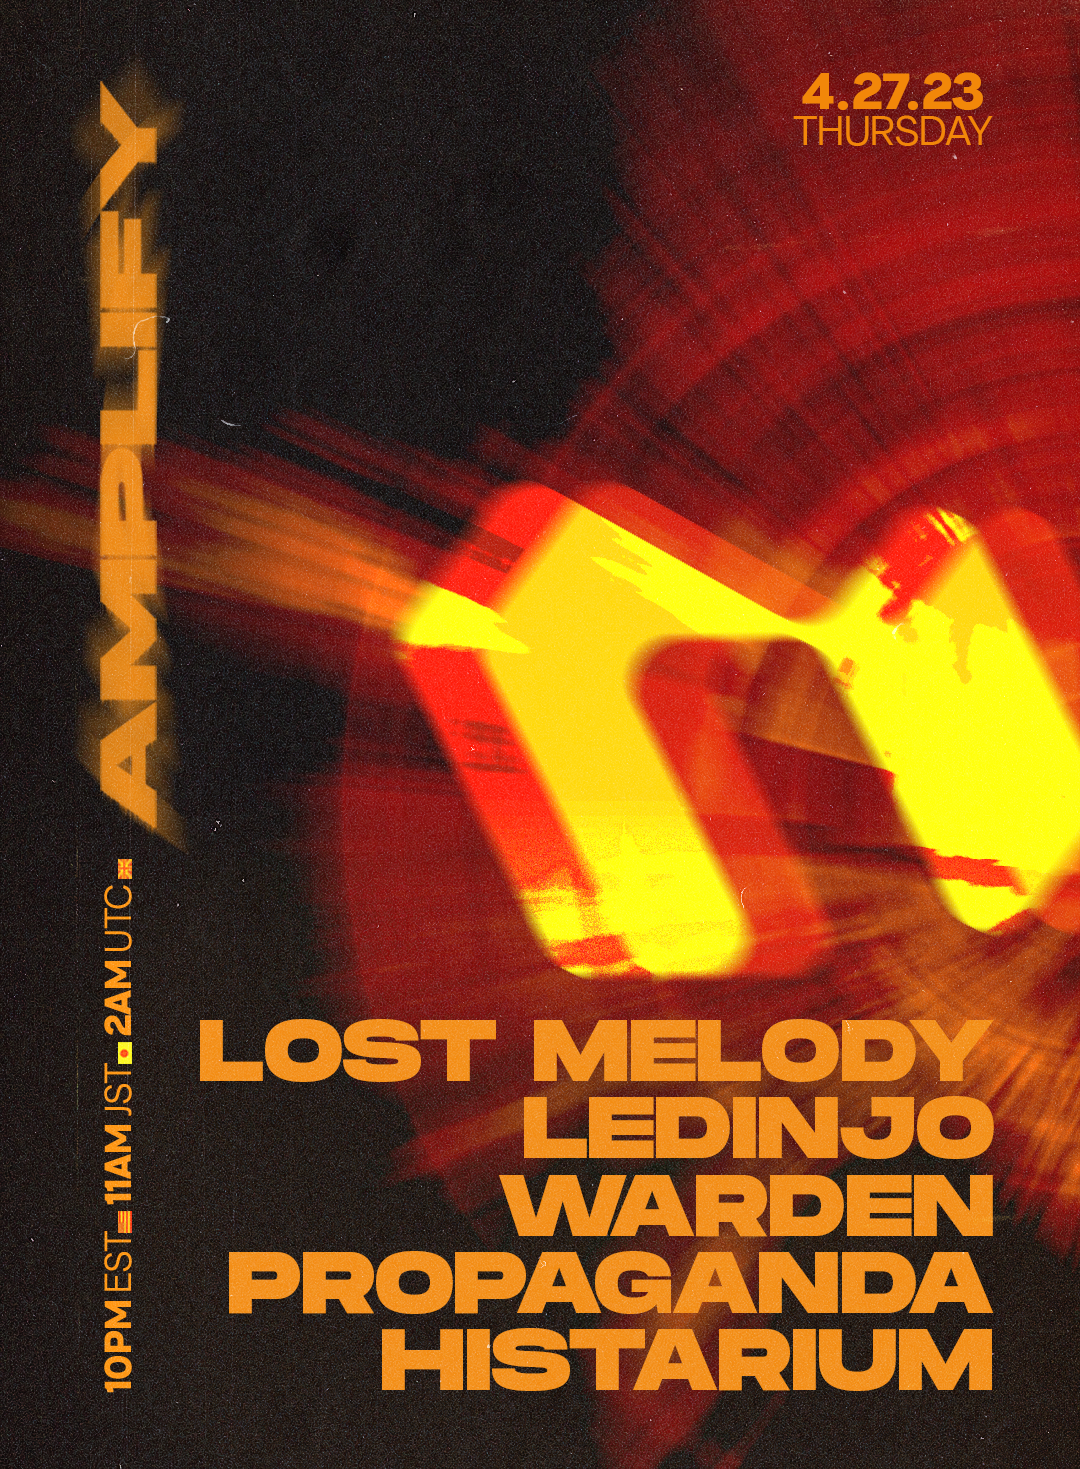 4.27.23
THURSDAY
AMPLIFY
10PM EST 11AM JST 2AM UTC
LOST MELODY
LEDINJO
WARDEN
PROPAGANDA
HISTARIUM